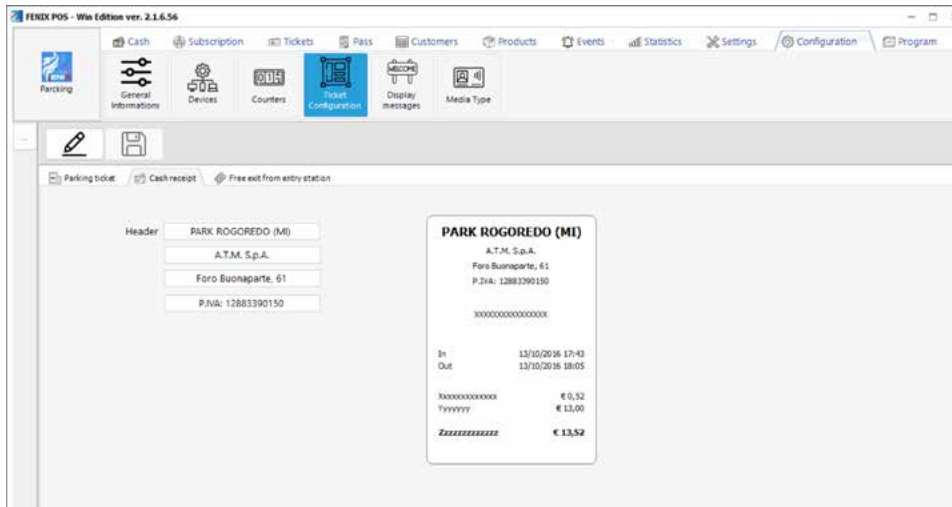 FENIX POS - Win Edition ver. 2.1.6.56
Cash Subscription Tickets Pass Customers Products Events Statistics Settings Configuration Program
Parcking
General Informations
Devices
Counters
Ticket Configuration
WELCOME
Display messages
Media Type
Parking ticket Cash receipt Free exit from entry station
Header
PARK ROGOREDO (MI)
A.T.M. S.p.A.
Foro Buonaparte, 61
P.IVA: 12883390150
PARK ROGOREDO (MI)
A.T.M. S.p.A.
Foro Buonaparte, 61
P.IVA: 12883390150
XXXXXXXXXXXXXXX
In 13/10/2016 17:43
Out 13/10/2016 18:05
Xxxxxxxxxxxxx € 0,52
Yyyyyyy € 13,00
Zzzzzzzzzzzzz € 13,52